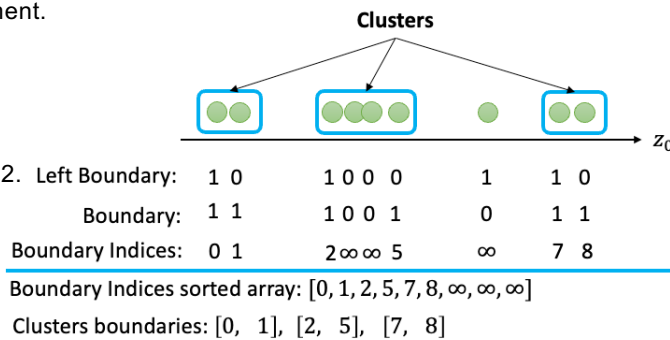 Clusters
z₀
2. Left Boundary: 1 0 1 0 0 0 1 1 0
Boundary: 1 1 1 0 0 1 0 1 1
Boundary Indices: 0 1 2 ∞ ∞ 5 ∞ 7 8
Boundary Indices sorted array: [0, 1, 2, 5, 7, 8, ∞, ∞, ∞]
Clusters boundaries: [0, 1], [2, 5], [7, 8]